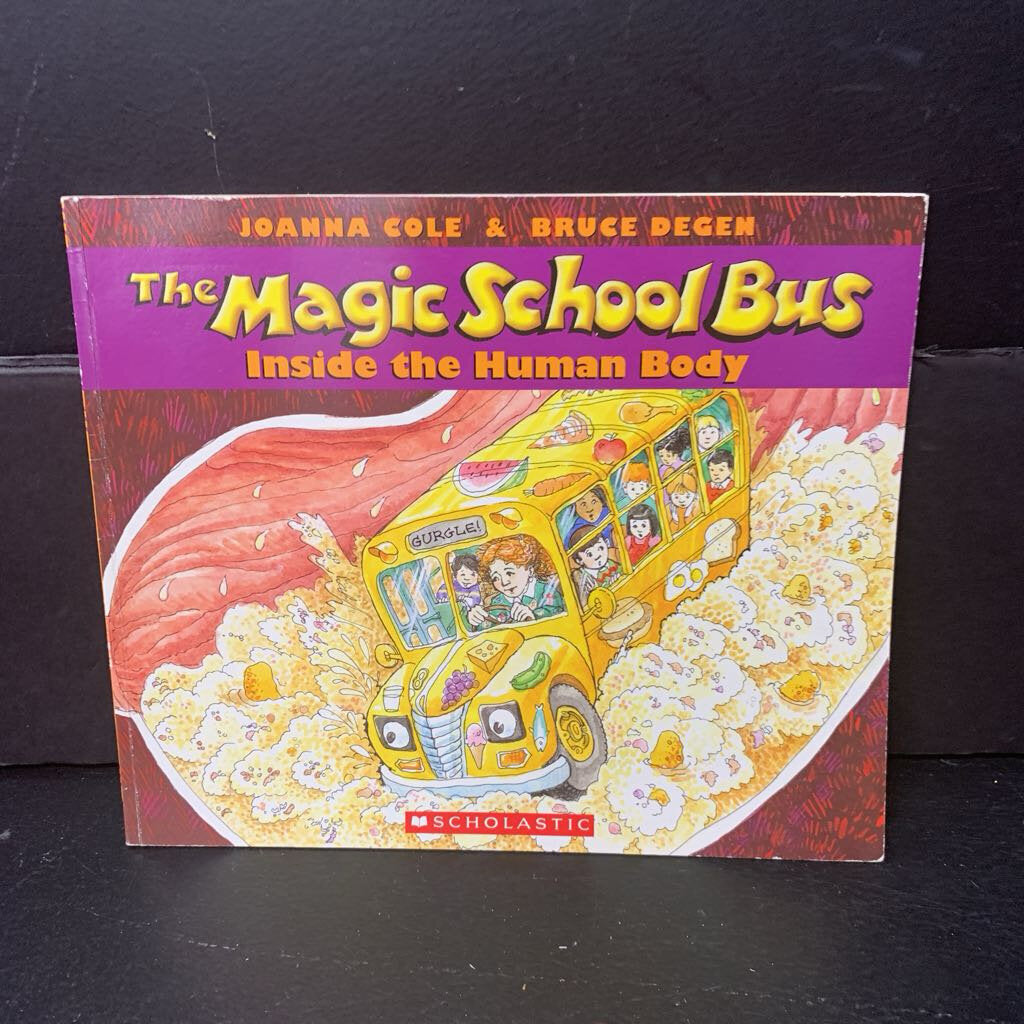 JOANNA COLE & BRUCE DEGEN
The Magic School Bus
Inside the Human Body
GURGLE!
SCHOLASTIC